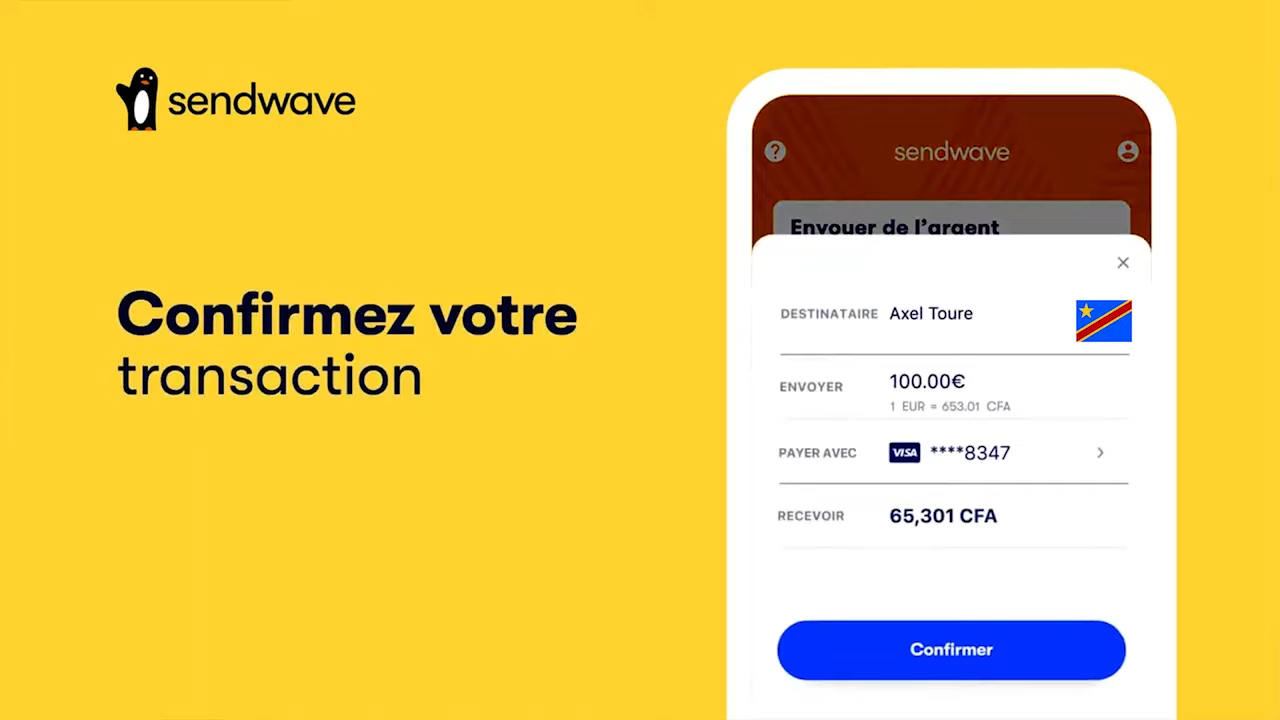 sendwave
Confirmez votre
transaction
? sendwave
Envoyer de l'argent
DESTINATAIRE Axel Toure
ENVOYER 100.00€
1 EUR = 653.01 CFA
PAYER AVEC VISA ****8347
RECEVOIR 65,301 CFA
Confirmer